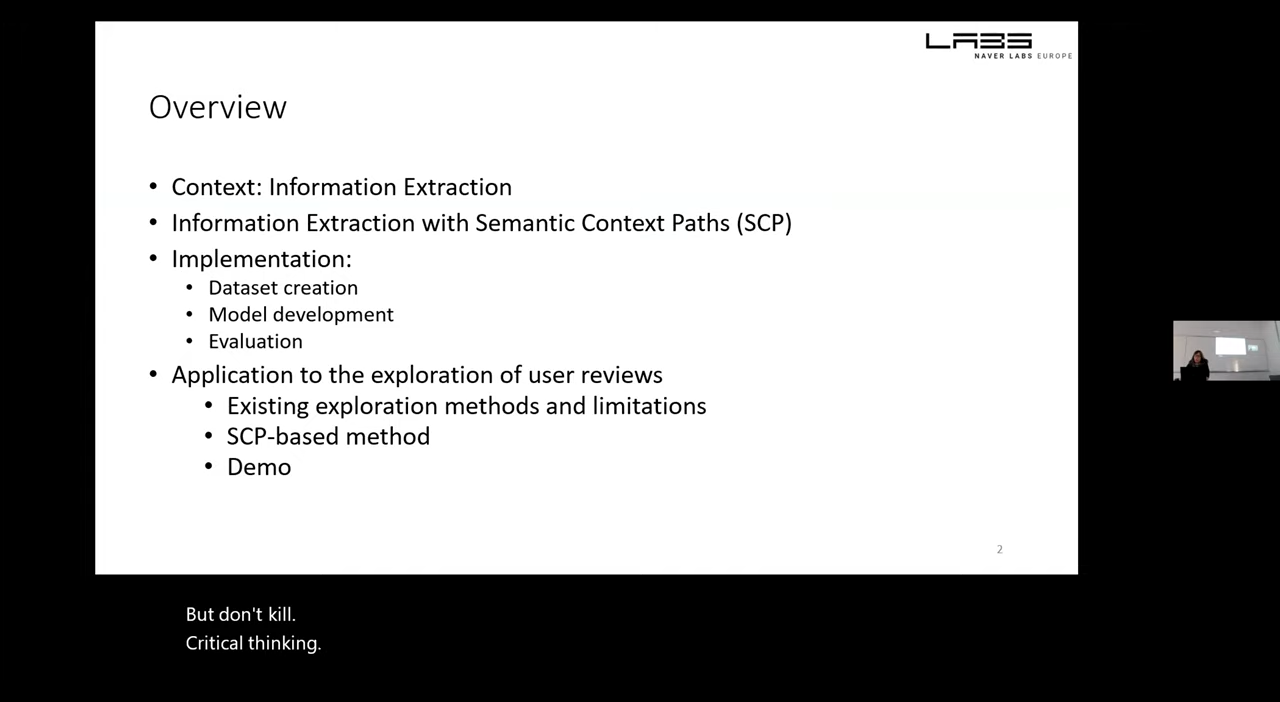 LABS
NAVER LABS EUROPE
Overview
• Context: Information Extraction
• Information Extraction with Semantic Context Paths (SCP)
• Implementation:
• Dataset creation
• Model development
• Evaluation
• Application to the exploration of user reviews
• Existing exploration methods and limitations
• SCP-based method
• Demo
2
But don't kill.
Critical thinking.